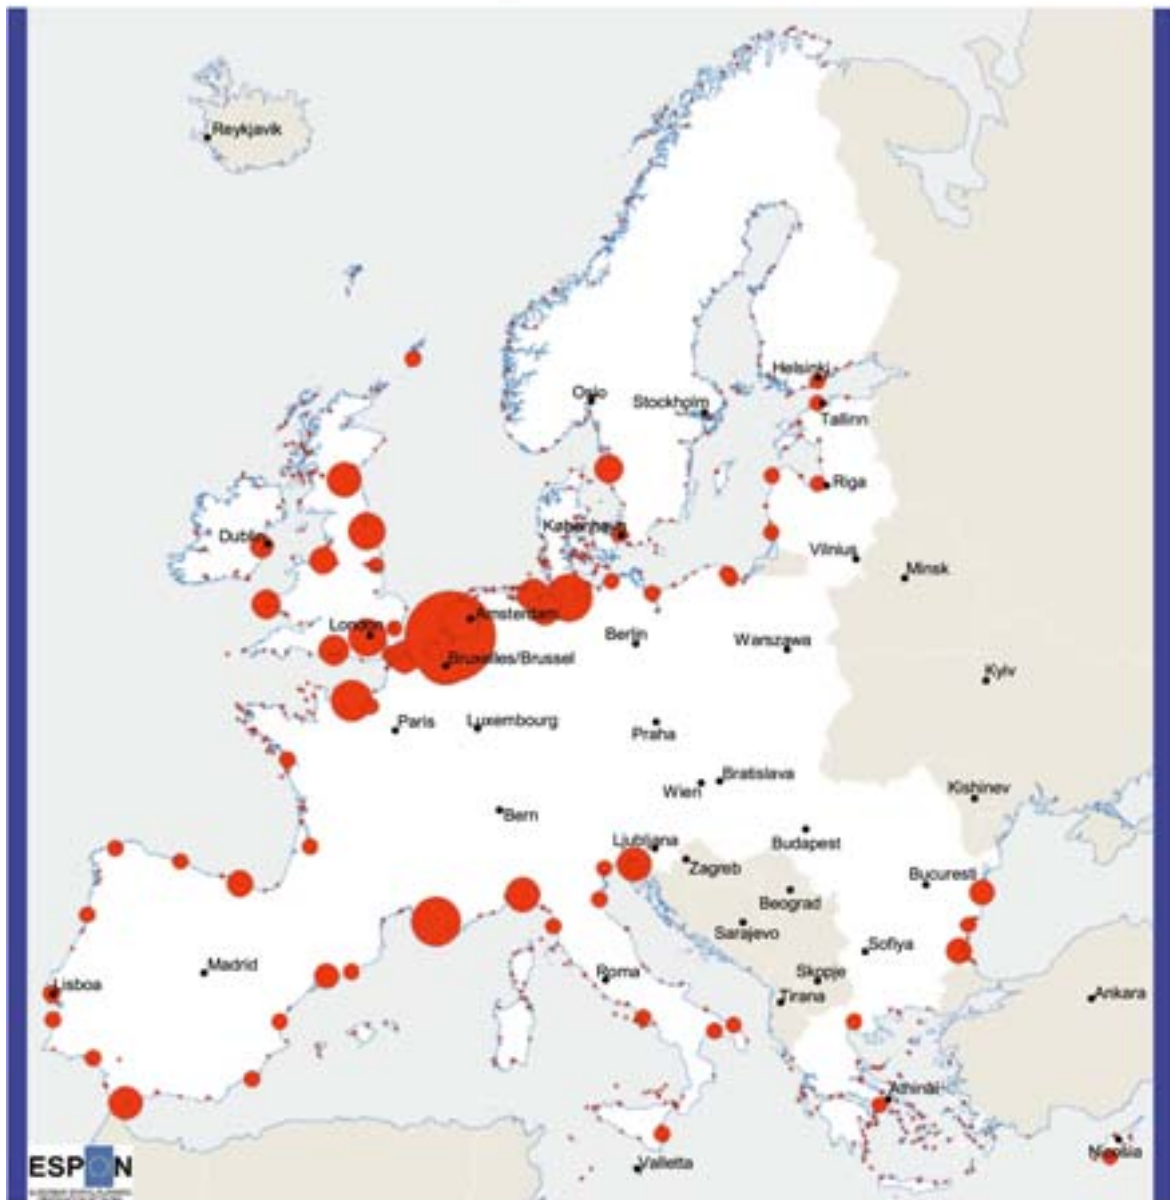 Reykjavik
Helsinki
Oslo
Stockholm
Tallinn
Riga
København
Dublin
Vilnius
Minsk
Amsterdam
London
Berlin
Warszawa
Bruxelles/Brussel
Kyiv
Paris
Luxembourg
Praha
Bratislava
Wien
Kishinev
Bern
Ljubljana
Budapest
Zagreb
Bucuresti
Beograd
Sarajevo
Sofiya
Madrid
Roma
Skopje
Lisboa
Tirana
Ankara
Athinai
Nicosia
Valletta
ESPON